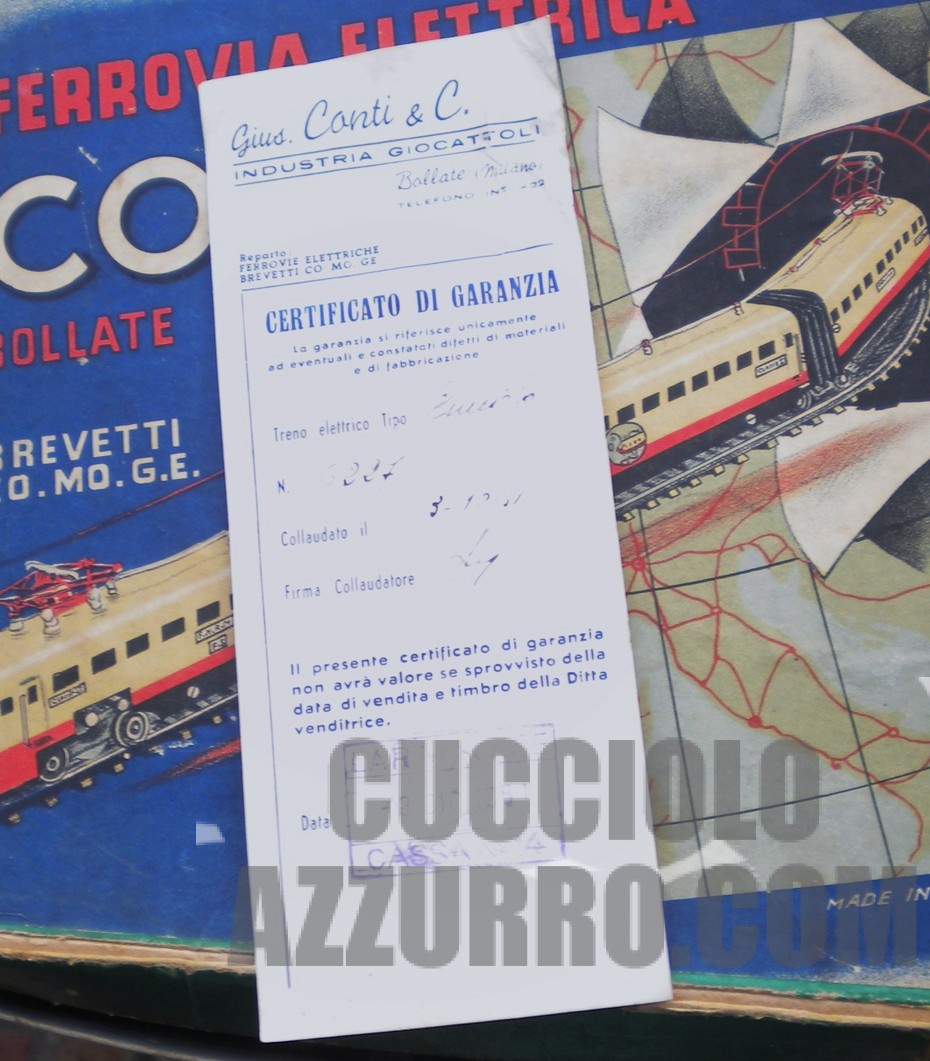 FERROVIA ELETTRICA
CO
BOLLATE
BREVETTI
CO.MO.G.E.
Gius. Conti & C.
INDUSTRIA GIOCATTOLI
Bollate (Milano)
TELEFONO INT. -22
Reparto
FERROVIE ELETTRICHE
BREVETTI CO MO. GE
CERTIFICATO DI GARANZIA
La garanzia si riferisce unicamente
ad eventuali e constatati difetti di materiali
e di fabbricazione
Treno elettrico Tipo
N. 227
Collaudato il
Firma Collaudatore
Il presente certificato di garanzia
non avrà valore se sprovvisto della
data di vendita e timbro della Ditta
venditrice.
Data
CUCCIOLO
AZZURRO.COM
MADE IN